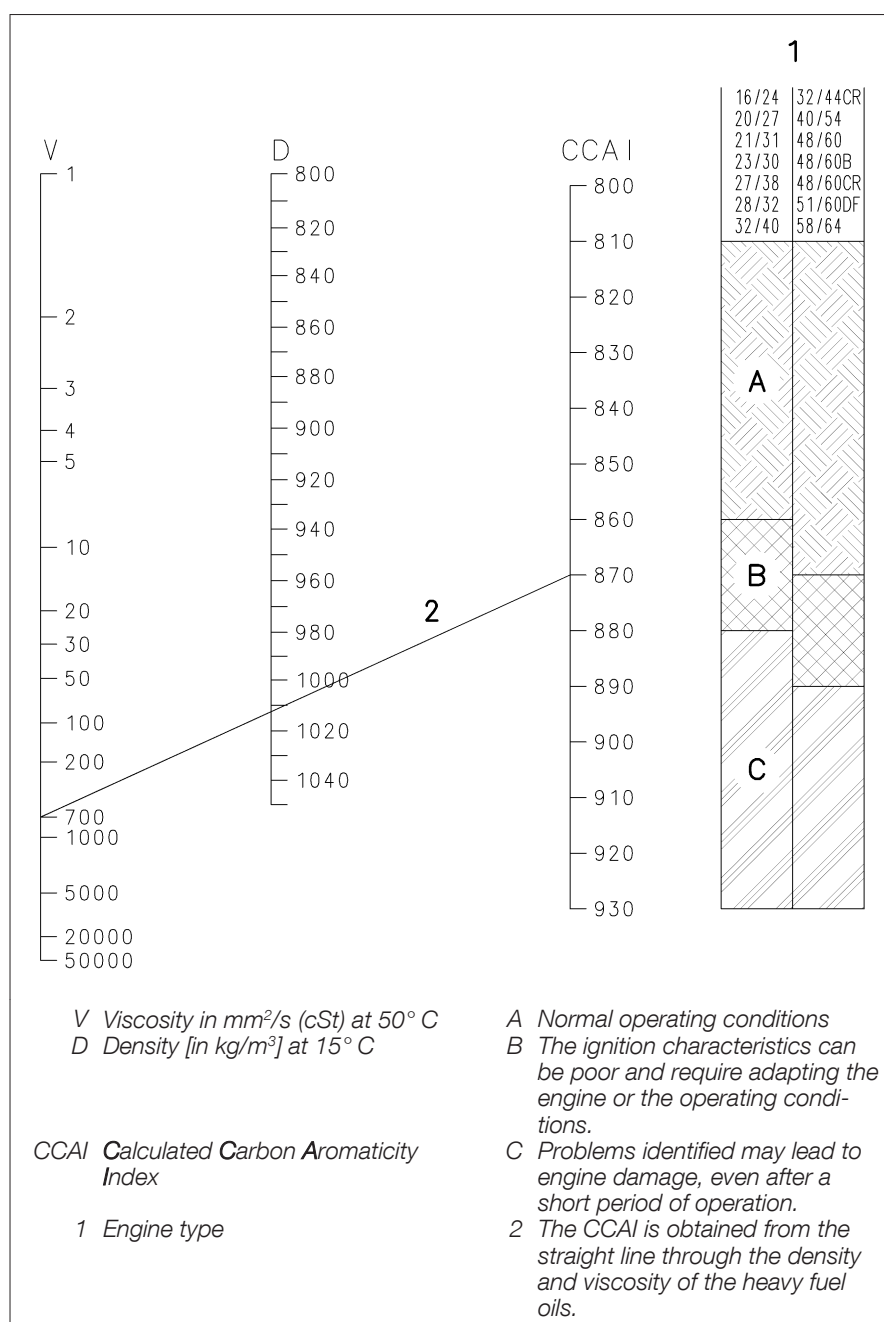 1
16/24 32/44CR
20/27 40/54
21/31 48/60
23/30 48/60B
27/38 48/60CR
28/32 51/60DF
32/40 58/64
V
1
2
3
4
5
10
20
30
50
100
200
700
1000
5000
20000
50000
D
800
820
840
860
880
900
920
940
960
980
1000
1020
1040
CCAI
800
810
820
830
840
850
860
870
880
890
900
910
920
930
2
A
B
C
V Viscosity in mm²/s (cSt) at 50° C
D Density [in kg/m³] at 15° C
CCAI Calculated Carbon Aromaticity
Index
1 Engine type
A Normal operating conditions
B The ignition characteristics can
be poor and require adapting the
engine or the operating condi-
tions.
C Problems identified may lead to
engine damage, even after a
short period of operation.
2 The CCAI is obtained from the
straight line through the density
and viscosity of the heavy fuel
oils.